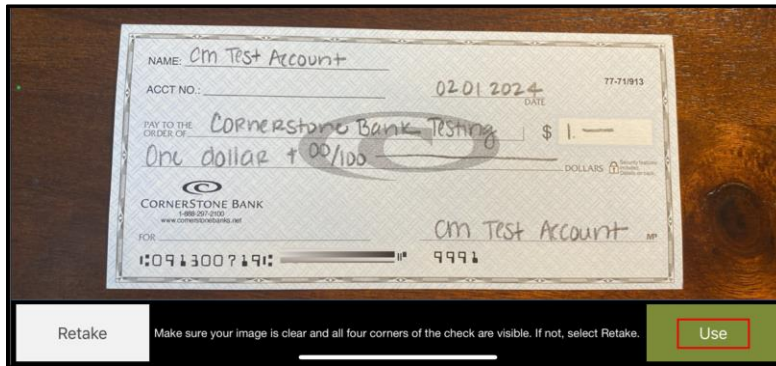 NAME: Cm Test Account
ACCT NO.: 02 01 2024 77-71/913
DATE
PAY TO THE
ORDER OF Cornerstone Bank Testing $ 1.
One dollar + 00/100 DOLLARS
CORNERSTONE BANK
1-888-297-2100
www.cornerstonebanks.net
FOR Cm Test Account MP
⑆091300719⑆ ⑈ 9991
Retake Make sure your image is clear and all four corners of the check are visible. If not, select Retake. Use